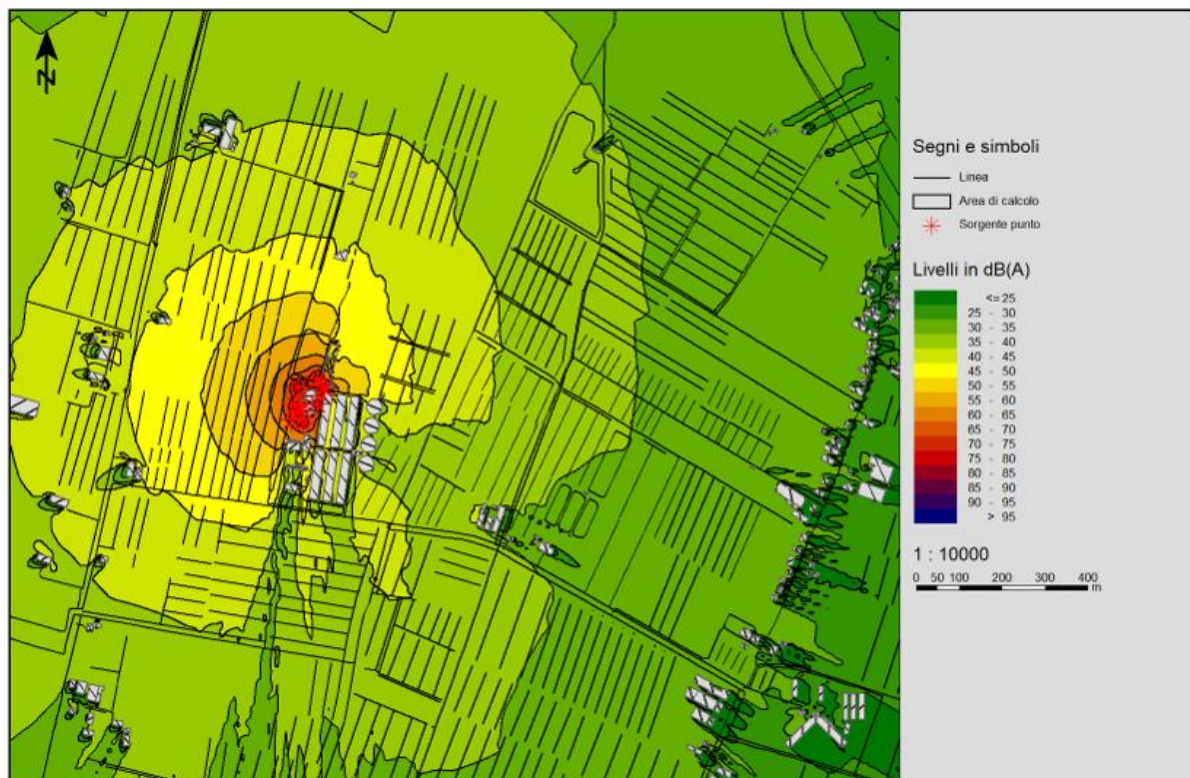 N
Segni e simboli
Linea
Area di calcolo
Sorgente punto
Livelli in dB(A)
<= 25
25 - 30
30 - 35
35 - 40
40 - 45
45 - 50
50 - 55
55 - 60
60 - 65
65 - 70
70 - 75
75 - 80
80 - 85
85 - 90
90 - 95
> 95
1 : 10000
0 50 100 200 300 400
m